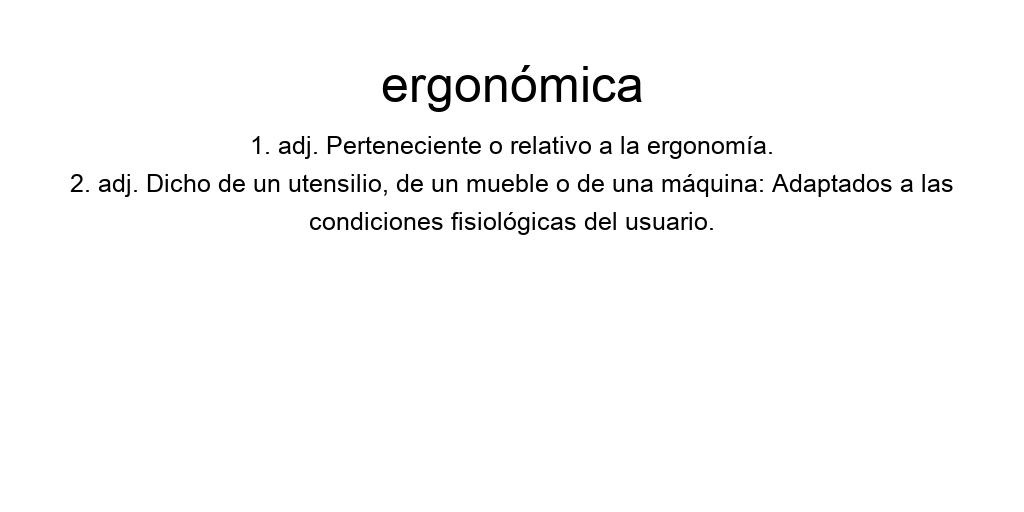 ergonómica
1. adj. Perteneciente o relativo a la ergonomía.
2. adj. Dicho de un utensilio, de un mueble o de una máquina: Adaptados a las
condiciones fisiológicas del usuario.